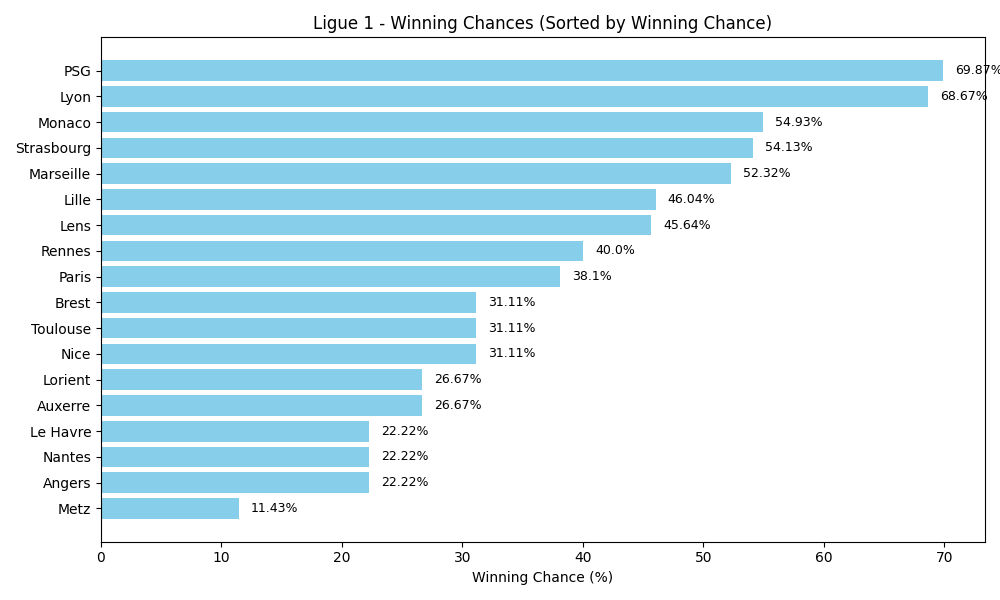 Ligue 1 - Winning Chances (Sorted by Winning Chance)
PSG 69.87%
Lyon 68.67%
Monaco 54.93%
Strasbourg 54.13%
Marseille 52.32%
Lille 46.04%
Lens 45.64%
Rennes 40.0%
Paris 38.1%
Brest 31.11%
Toulouse 31.11%
Nice 31.11%
Lorient 26.67%
Auxerre 26.67%
Le Havre 22.22%
Nantes 22.22%
Angers 22.22%
Metz 11.43%
0 10 20 30 40 50 60 70
Winning Chance (%)